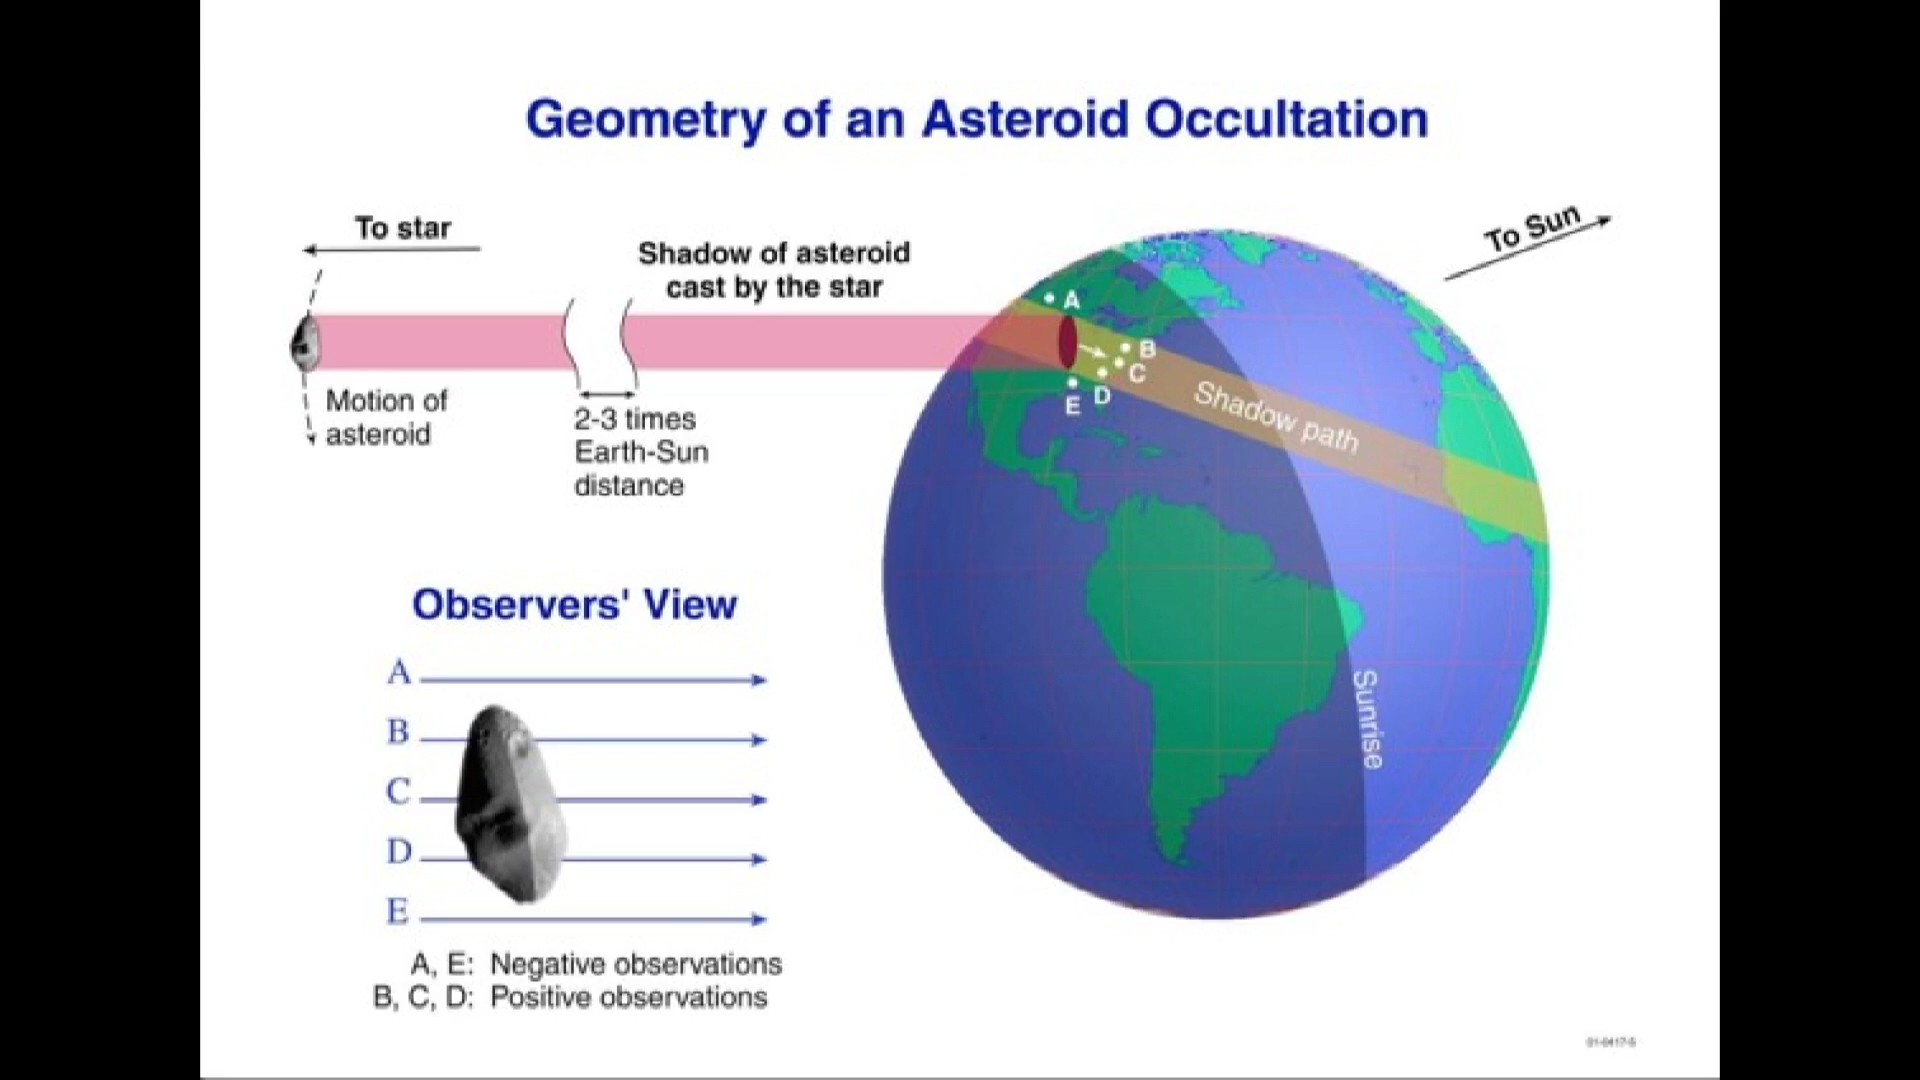 Geometry of an Asteroid Occultation
To star
Shadow of asteroid
cast by the star
To Sun
A
B
C
D
E
Shadow path
Motion of
asteroid
2-3 times
Earth-Sun
distance
Sunrise
Observers' View
A
B
C
D
E
A, E: Negative observations
B, C, D: Positive observations